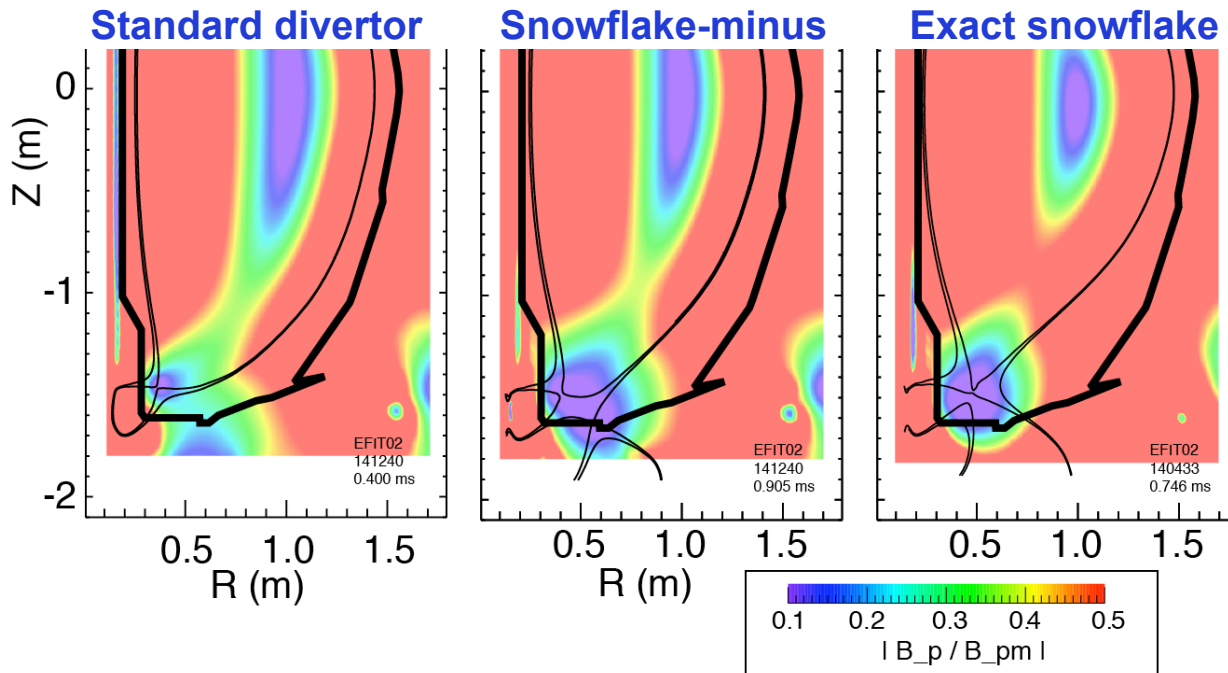 Standard divertor
Snowflake-minus
Exact snowflake
0
-1
-2
Z (m)
EFIT02
141240
0.400 ms
EFIT02
141240
0.905 ms
EFIT02
140433
0.746 ms
0.5 1.0 1.5
0.5 1.0 1.5
0.5 1.0 1.5
R (m)
R (m)
0.1 0.2 0.3 0.4 0.5
| B_p / B_pm |